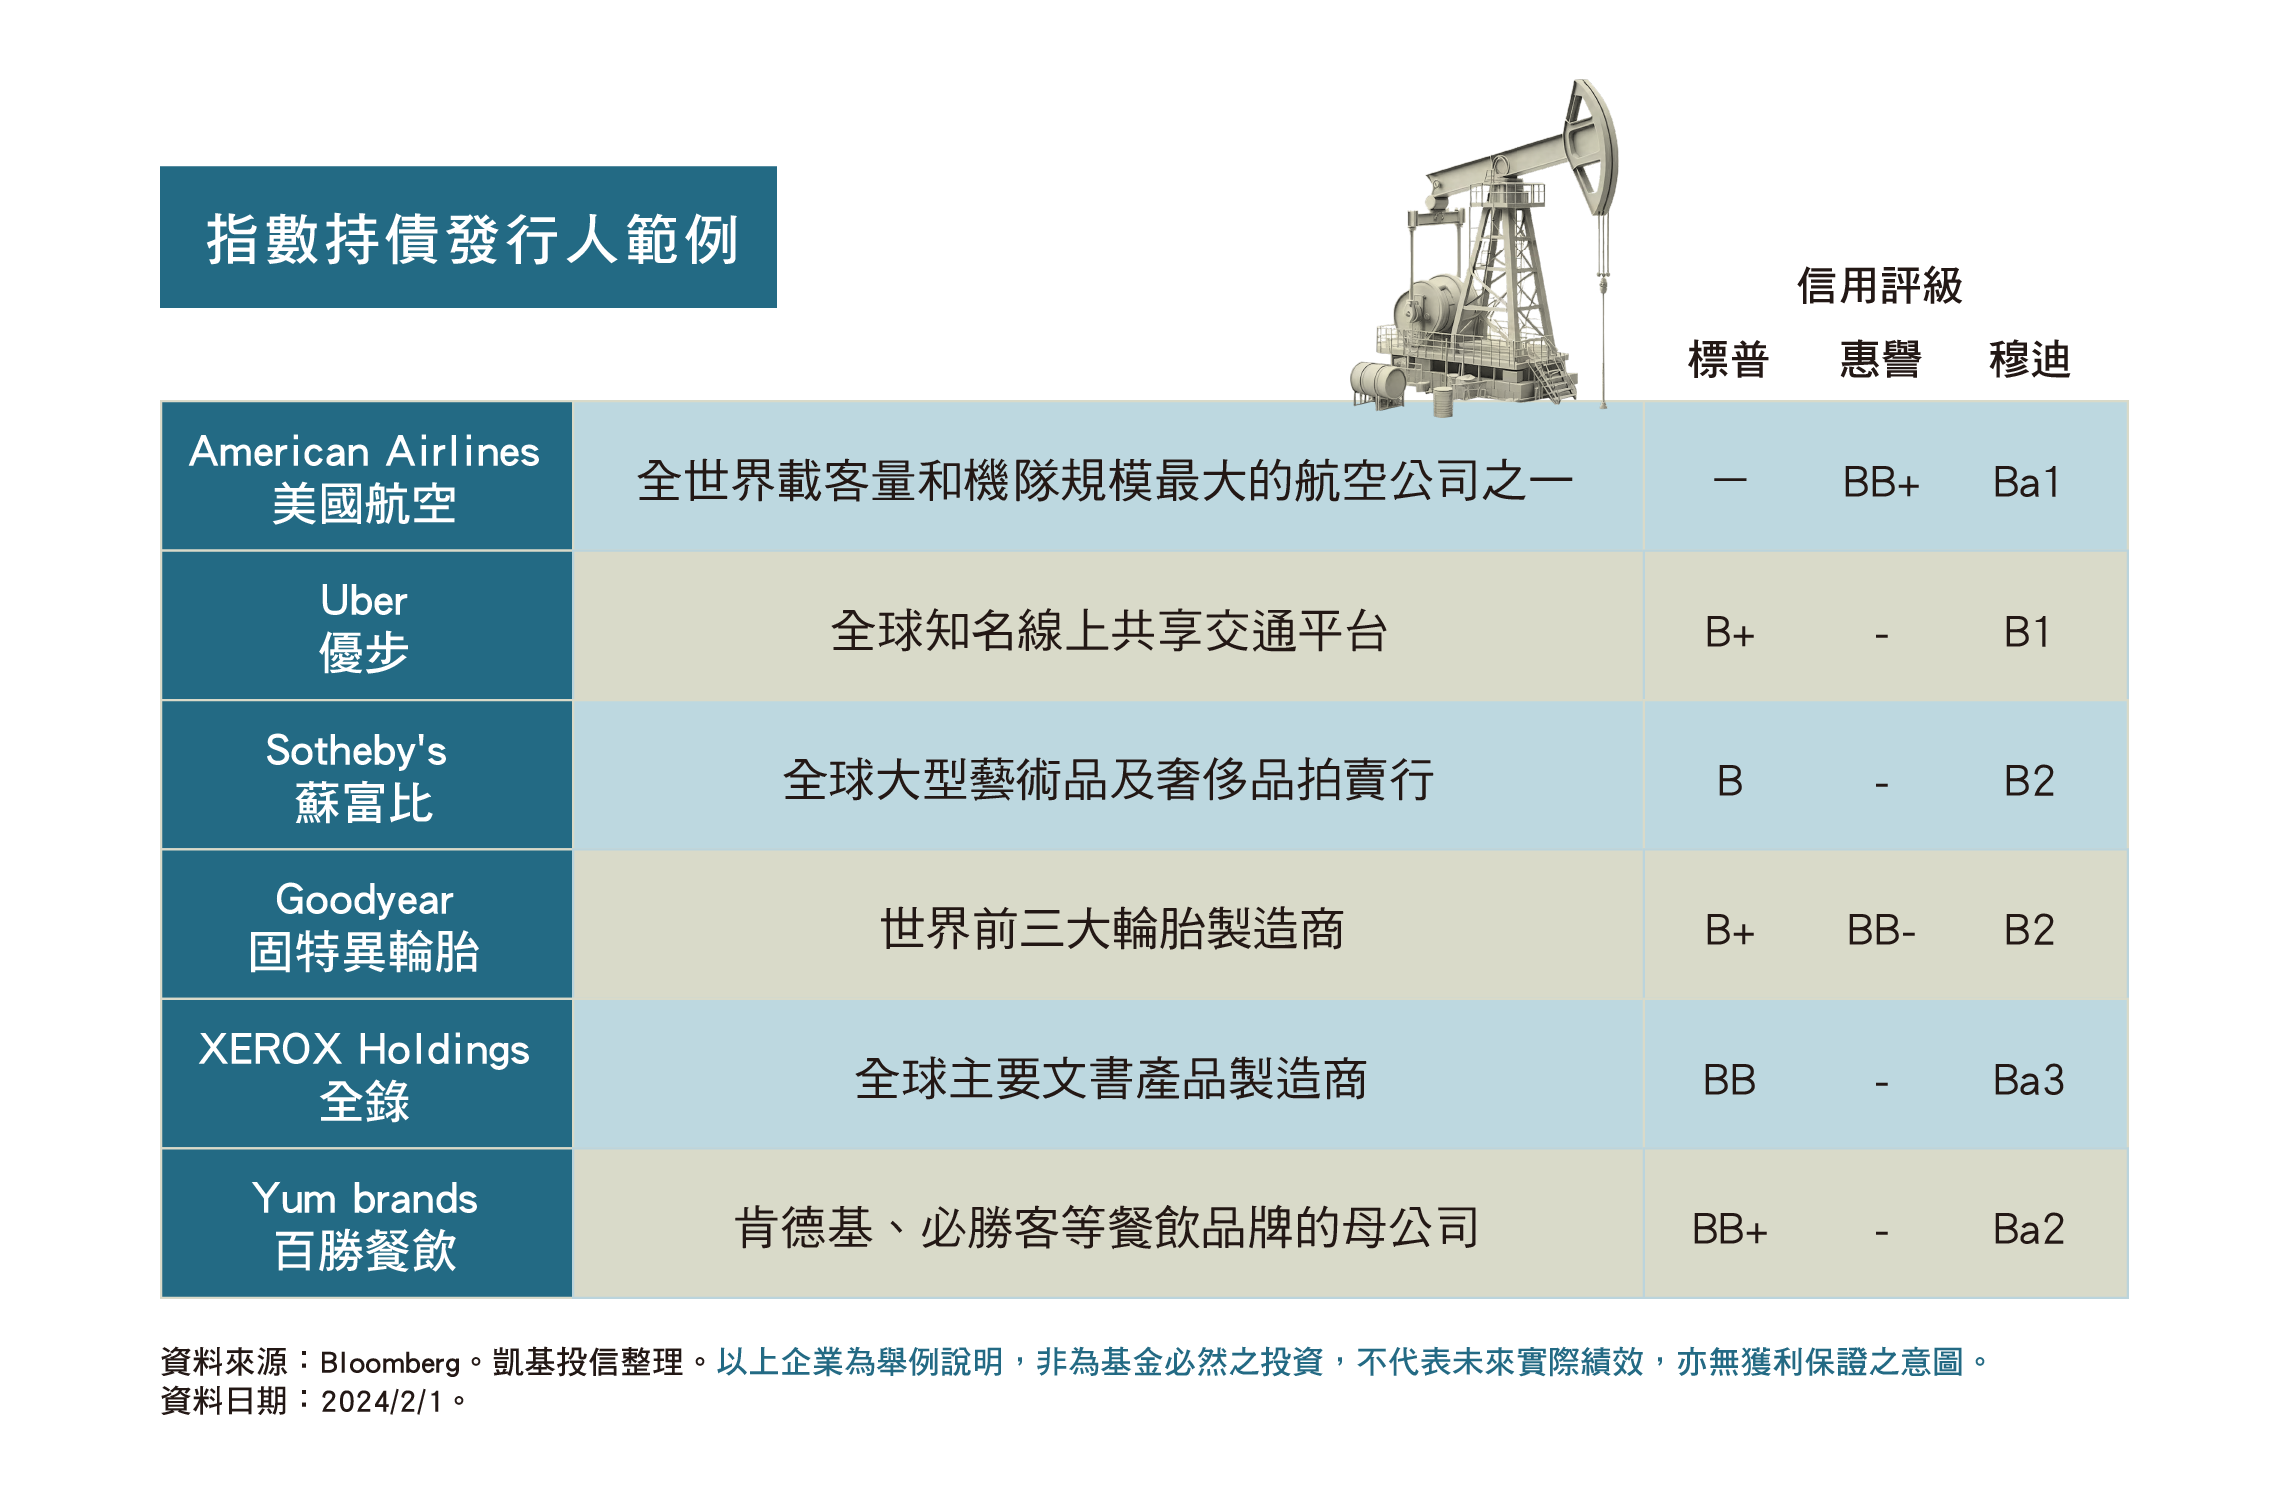 指數持債發行人範例
信用評級
標普 惠譽 穆迪
American Airlines
美國航空
全世界載客量和機隊規模最大的航空公司之一
— BB+ Ba1
Uber
優步
全球知名線上共享交通平台
B+ - B1
Sotheby's
蘇富比
全球大型藝術品及奢侈品拍賣行
B - B2
Goodyear
固特異輪胎
世界前三大輪胎製造商
B+ BB- B2
XEROX Holdings
全錄
全球主要文書產品製造商
BB - Ba3
Yum brands
百勝餐飲
肯德基、必勝客等餐飲品牌的母公司
BB+ - Ba2
資料來源：Bloomberg。凱基投信整理。以上企業為舉例說明，非為基金必然之投資，不代表未來實際績效，亦無獲利保證之意圖。
資料日期：2024/2/1。